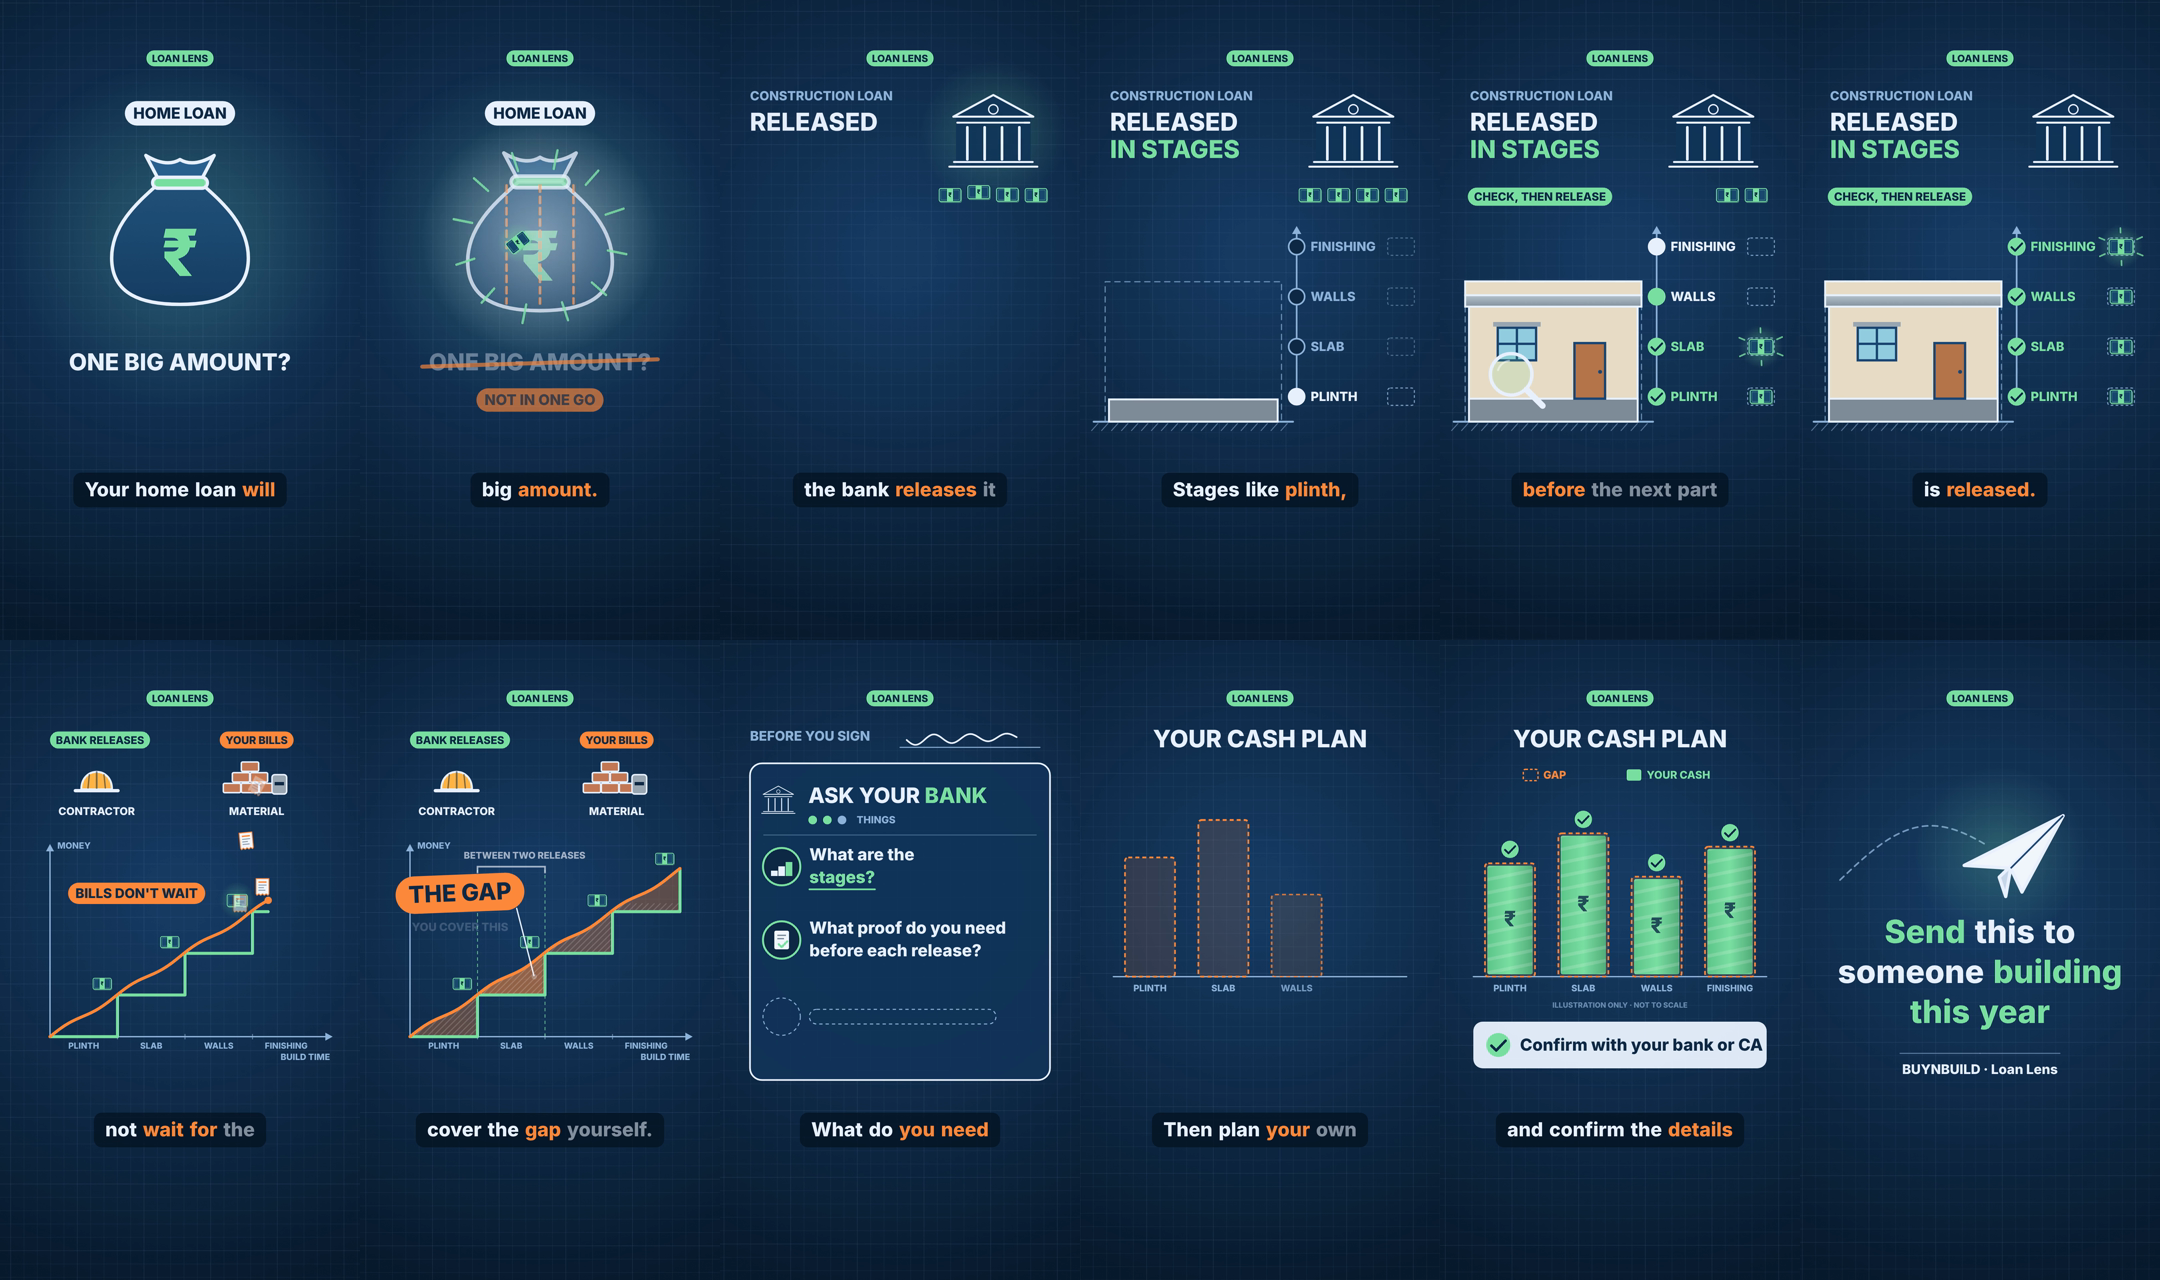 LOAN LENS
HOME LOAN
₹
ONE BIG AMOUNT?
Your home loan will
LOAN LENS
HOME LOAN
₹
ONE BIG AMOUNT?
NOT IN ONE GO
big amount.
LOAN LENS
CONSTRUCTION LOAN
RELEASED
the bank releases it
LOAN LENS
CONSTRUCTION LOAN
RELEASED
IN STAGES
FINISHING
WALLS
SLAB
PLINTH
Stages like plinth,
LOAN LENS
CONSTRUCTION LOAN
RELEASED
IN STAGES
CHECK, THEN RELEASE
FINISHING
WALLS
SLAB
PLINTH
before the next part
LOAN LENS
CONSTRUCTION LOAN
RELEASED
IN STAGES
CHECK, THEN RELEASE
FINISHING
WALLS
SLAB
PLINTH
is released.
LOAN LENS
BANK RELEASES
YOUR BILLS
CONTRACTOR
MATERIAL
MONEY
BILLS DON'T WAIT
PLINTH
SLAB
WALLS
FINISHING
BUILD TIME
not wait for the
LOAN LENS
BANK RELEASES
YOUR BILLS
CONTRACTOR
MATERIAL
MONEY
BETWEEN TWO RELEASES
THE GAP
YOU COVER THIS
PLINTH
SLAB
WALLS
FINISHING
BUILD TIME
cover the gap yourself.
LOAN LENS
BEFORE YOU SIGN
ASK YOUR BANK
THINGS
What are the
stages?
What proof do you need
before each release?
What do you need
LOAN LENS
YOUR CASH PLAN
PLINTH
SLAB
WALLS
Then plan your own
LOAN LENS
YOUR CASH PLAN
GAP
YOUR CASH
₹
₹
₹
₹
PLINTH
SLAB
WALLS
FINISHING
ILLUSTRATION ONLY · NOT TO SCALE
Confirm with your bank or CA
and confirm the details
LOAN LENS
Send this to
someone building
this year
BUYNBUILD · Loan Lens